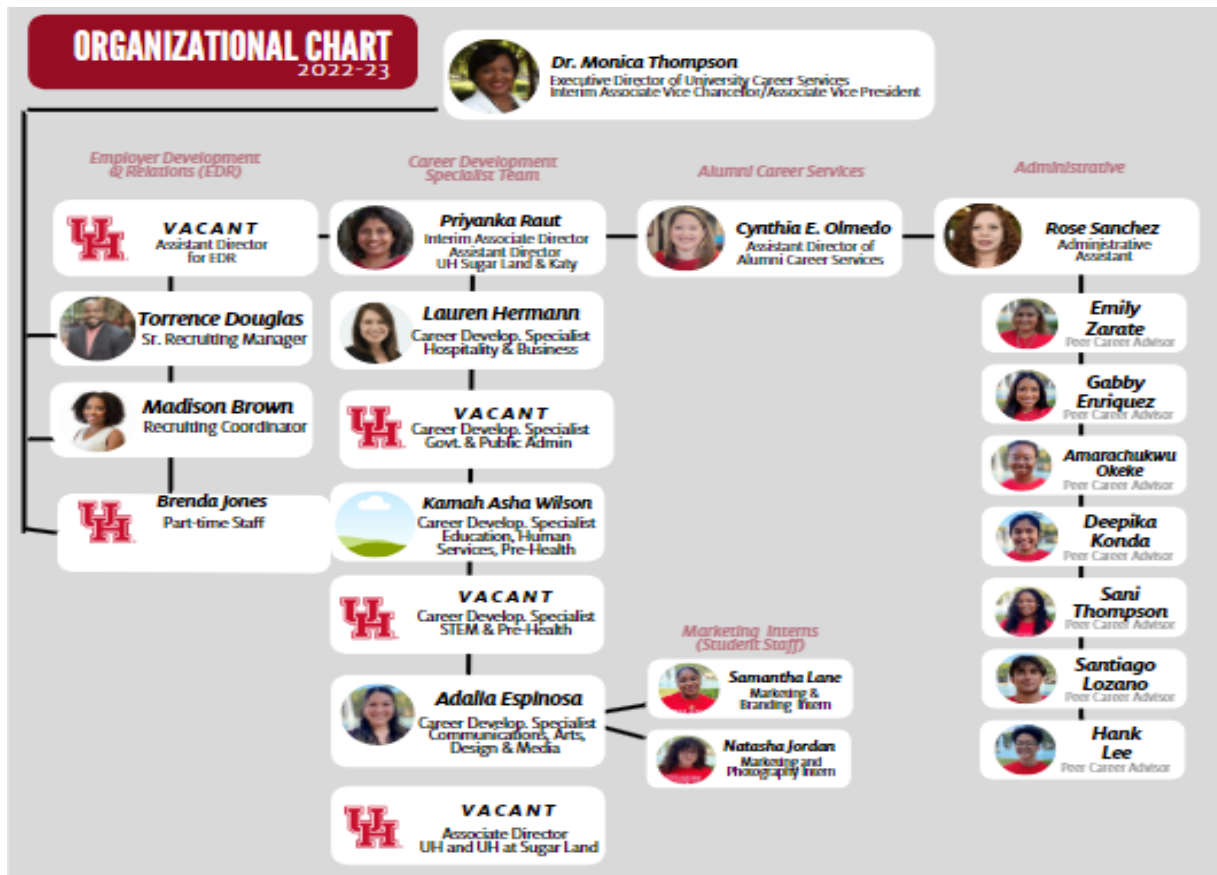 ORGANIZATIONAL CHART
2022-23
Dr. Monica Thompson
Executive Director of University Career Services
Interim Associate Vice Chancellor/Associate Vice President
Employer Development
& Relations (EDR)
VACANT
Assistant Director
for EDR
Torrence Douglas
Sr. Recruiting Manager
Madison Brown
Recruiting Coordinator
Brenda Jones
Part-time Staff
Career Development
Specialist Team
Priyanka Raut
Interim Associate Director
Assistant Director
UH Sugar Land & Katy
Lauren Hermann
Career Develop. Specialist
Hospitality & Business
VACANT
Career Develop. Specialist
Govt. & Public Admin
Kamah Asha Wilson
Career Develop. Specialist
Education, Human
Services, Pre-Health
VACANT
Career Develop. Specialist
STEM & Pre-Health
Adalia Espinosa
Career Develop. Specialist
Communications, Arts,
Design & Media
VACANT
Associate Director
UH and UH at Sugar Land
Alumni Career Services
Cynthia E. Olmedo
Assistant Director of
Alumni Career Services
Marketing Interns
(Student Staff)
Samantha Lane
Marketing &
Branding Intern
Natasha Jordan
Marketing and
Photography Intern
Administrative
Rose Sanchez
Administrative
Assistant
Emily
Zarate
Peer Career Advisor
Gabby
Enriquez
Peer Career Advisor
Amarachukwu
Okeke
Peer Career Advisor
Deepika
Konda
Peer Career Advisor
Sani
Thompson
Peer Career Advisor
Santiago
Lozano
Peer Career Advisor
Hank
Lee
Peer Career Advisor
UH
UH
UH
UH
UH